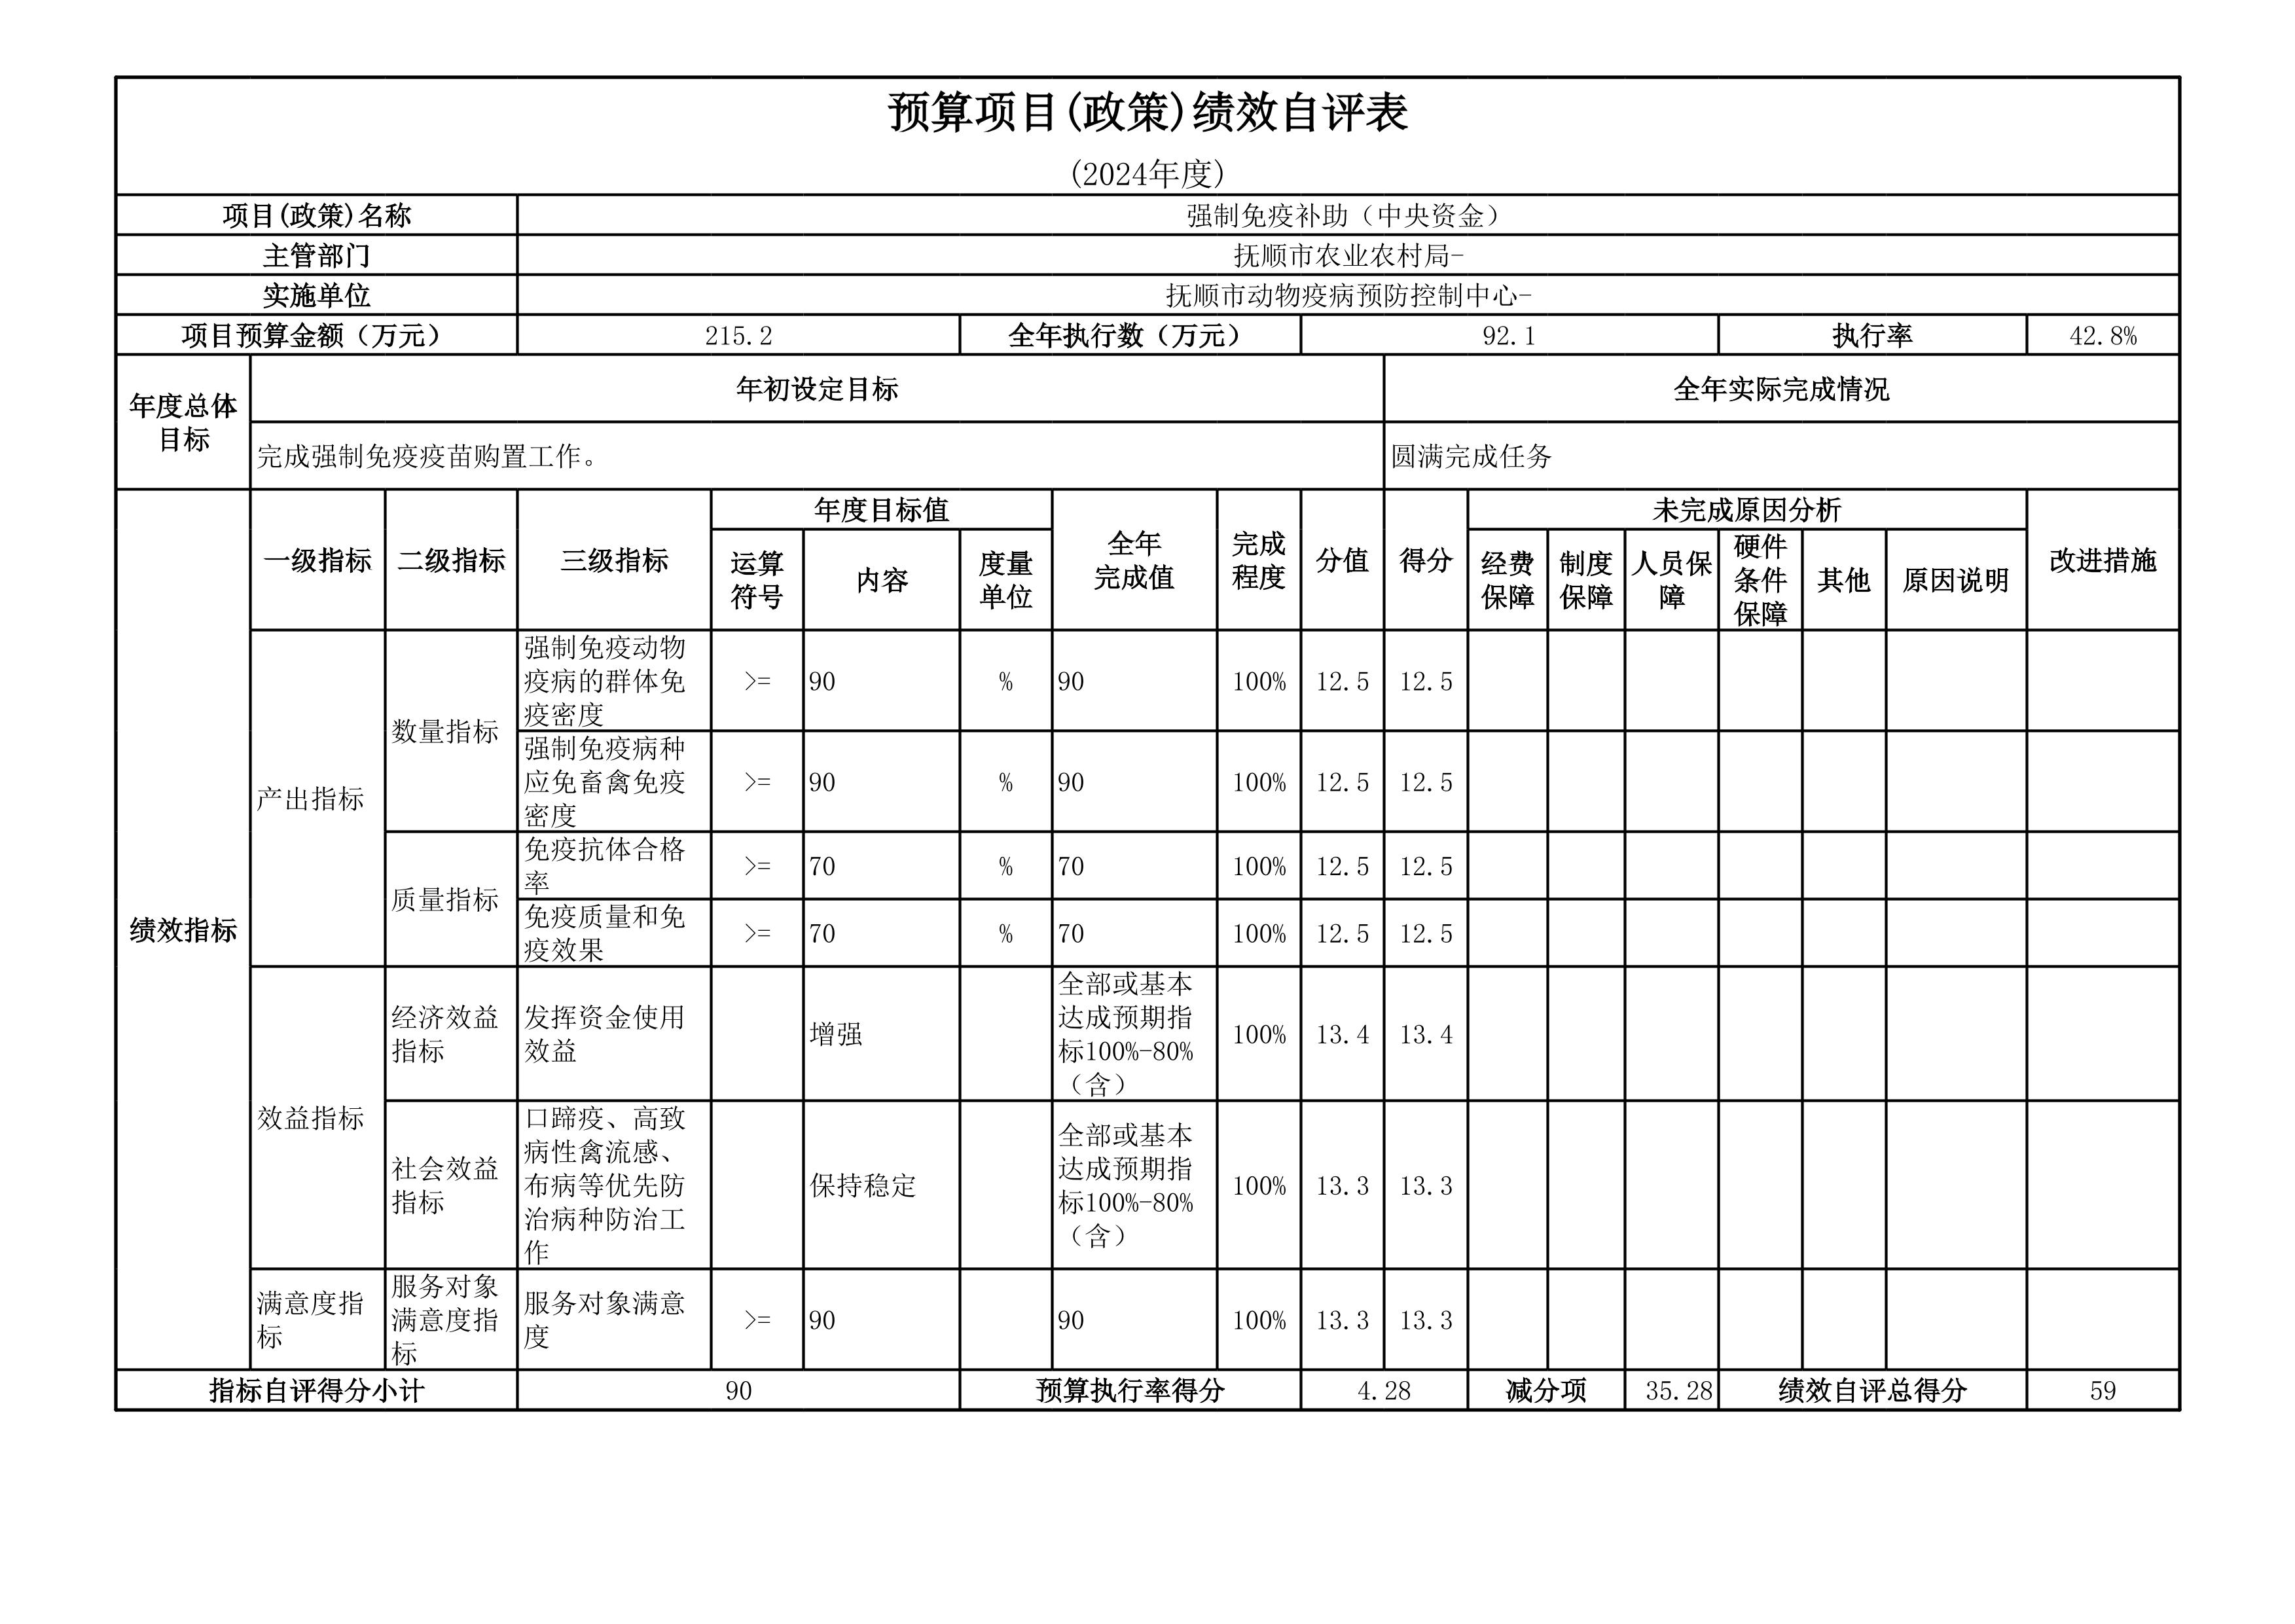 预算项目(政策)绩效自评表
(2024年度)
项目(政策)名称 强制免疫补助（中央资金）
主管部门 抚顺市农业农村局-
实施单位 抚顺市动物疫病预防控制中心-
项目预算金额（万元） 215.2 全年执行数（万元） 92.1 执行率 42.8%
年度总体
目标
年初设定目标 全年实际完成情况
完成强制免疫疫苗购置工作。 圆满完成任务
绩效指标
一级指标 二级指标 三级指标
年度目标值
运算
符号
内容
度量
单位
全年
完成值
完成
程度
分值 得分
未完成原因分析
经费
保障
制度
保障
人员保
障
硬件
条件
保障
其他 原因说明
改进措施
产出指标
数量指标
强制免疫动物
疫病的群体免
疫密度
>= 90 % 90 100% 12.5 12.5
强制免疫病种
应免畜禽免疫
密度
>= 90 % 90 100% 12.5 12.5
质量指标
免疫抗体合格
率
>= 70 % 70 100% 12.5 12.5
免疫质量和免
疫效果
>= 70 % 70 100% 12.5 12.5
效益指标
经济效益
指标
发挥资金使用
效益
增强
全部或基本
达成预期指
标100%-80%
（含）
100% 13.4 13.4
社会效益
指标
口蹄疫、高致
病性禽流感、
布病等优先防
治病种防治工
作
保持稳定
全部或基本
达成预期指
标100%-80%
（含）
100% 13.3 13.3
满意度指
标
服务对象
满意度指
标
服务对象满意
度
>= 90 90 100% 13.3 13.3
指标自评得分小计 90 预算执行率得分 4.28 减分项 35.28 绩效自评总得分 59